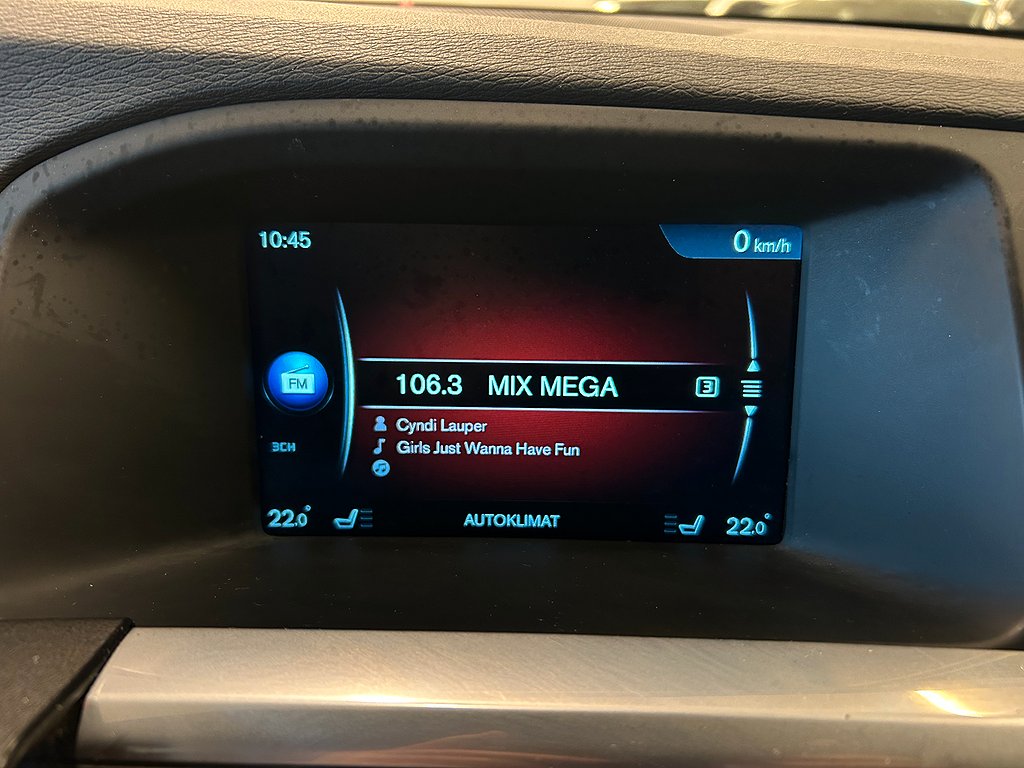 10:45
0 km/h
FM
106.3 MIX MEGA 3
Cyndi Lauper
Girls Just Wanna Have Fun
22.0° AUTOKLIMAT 22.0°